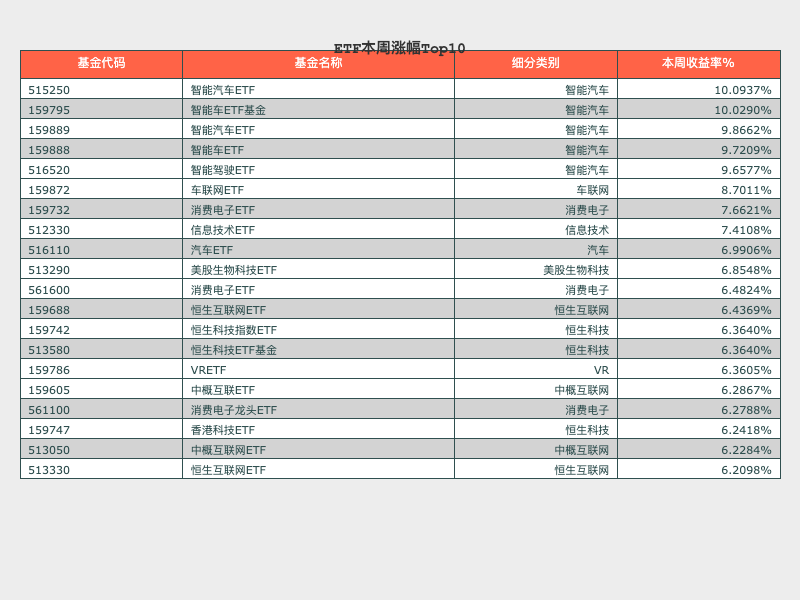 ETF本周涨幅Top10
基金代码 基金名称 细分类别 本周收益率%
515250 智能汽车ETF 智能汽车 10.0937%
159795 智能车ETF基金 智能汽车 10.0290%
159889 智能汽车ETF 智能汽车 9.8662%
159888 智能车ETF 智能汽车 9.7209%
516520 智能驾驶ETF 智能汽车 9.6577%
159872 车联网ETF 车联网 8.7011%
159732 消费电子ETF 消费电子 7.6621%
512330 信息技术ETF 信息技术 7.4108%
516110 汽车ETF 汽车 6.9906%
513290 美股生物科技ETF 美股生物科技 6.8548%
561600 消费电子ETF 消费电子 6.4824%
159688 恒生互联网ETF 恒生互联网 6.4369%
159742 恒生科技指数ETF 恒生科技 6.3640%
513580 恒生科技ETF基金 恒生科技 6.3640%
159786 VRETF VR 6.3605%
159605 中概互联ETF 中概互联网 6.2867%
561100 消费电子龙头ETF 消费电子 6.2788%
159747 香港科技ETF 恒生科技 6.2418%
513050 中概互联网ETF 中概互联网 6.2284%
513330 恒生互联网ETF 恒生互联网 6.2098%